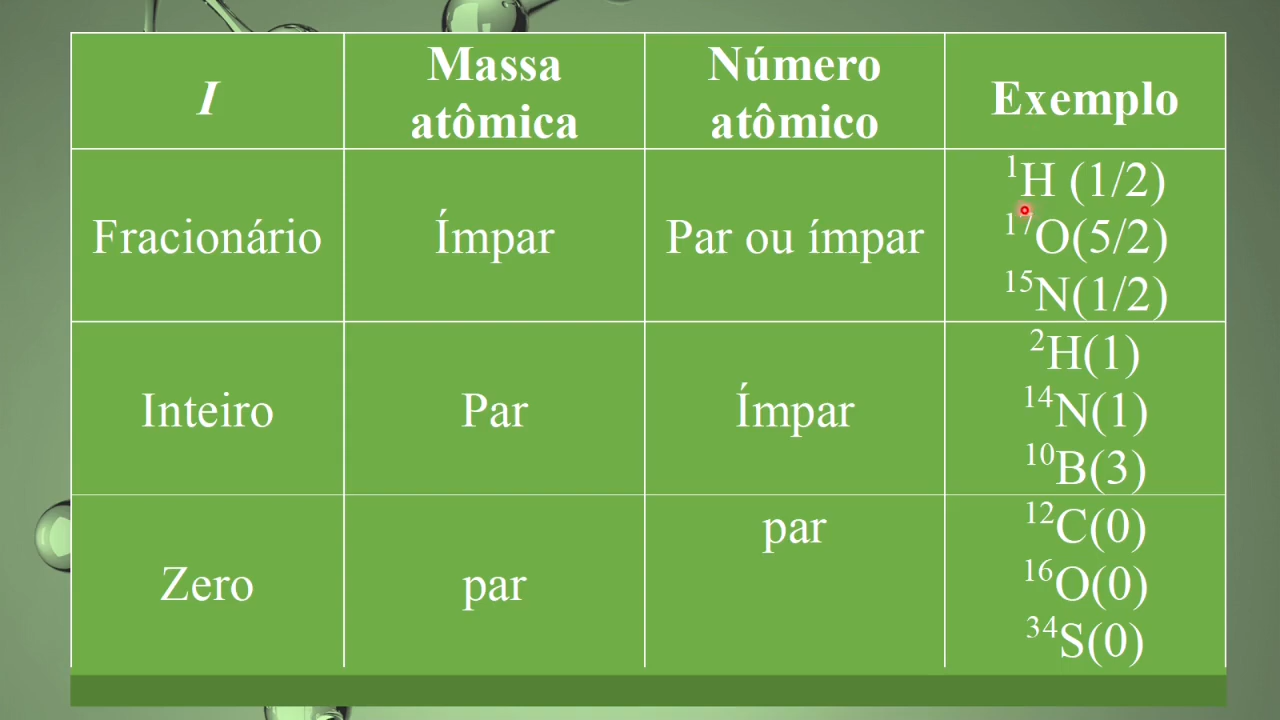 I
Massa
atômica
Número
atômico
Exemplo
Fracionário
Ímpar
Par ou ímpar
¹H (1/2)
¹⁷O(5/2)
¹⁵N(1/2)
Inteiro
Par
Ímpar
²H(1)
¹⁴N(1)
¹⁰B(3)
Zero
par
par
¹²C(0)
¹⁶O(0)
³⁴S(0)